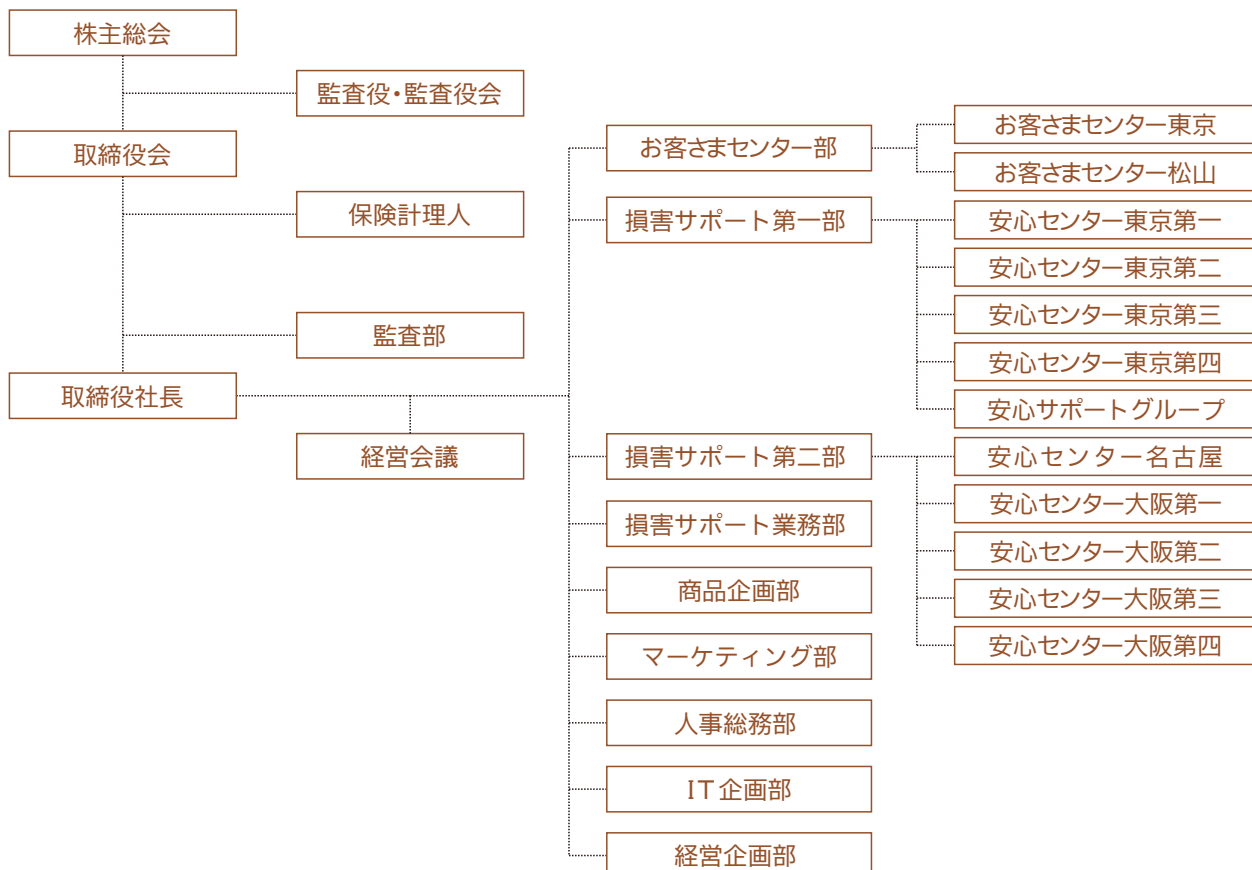 株主総会
監査役・監査役会
取締役会
保険計理人
監査部
取締役社長
経営会議
お客さまセンター部
お客さまセンター東京
お客さまセンター松山
損害サポート第一部
安心センター東京第一
安心センター東京第二
安心センター東京第三
安心センター東京第四
安心サポートグループ
損害サポート第二部
安心センター名古屋
安心センター大阪第一
安心センター大阪第二
安心センター大阪第三
安心センター大阪第四
損害サポート業務部
商品企画部
マーケティング部
人事総務部
IT企画部
経営企画部